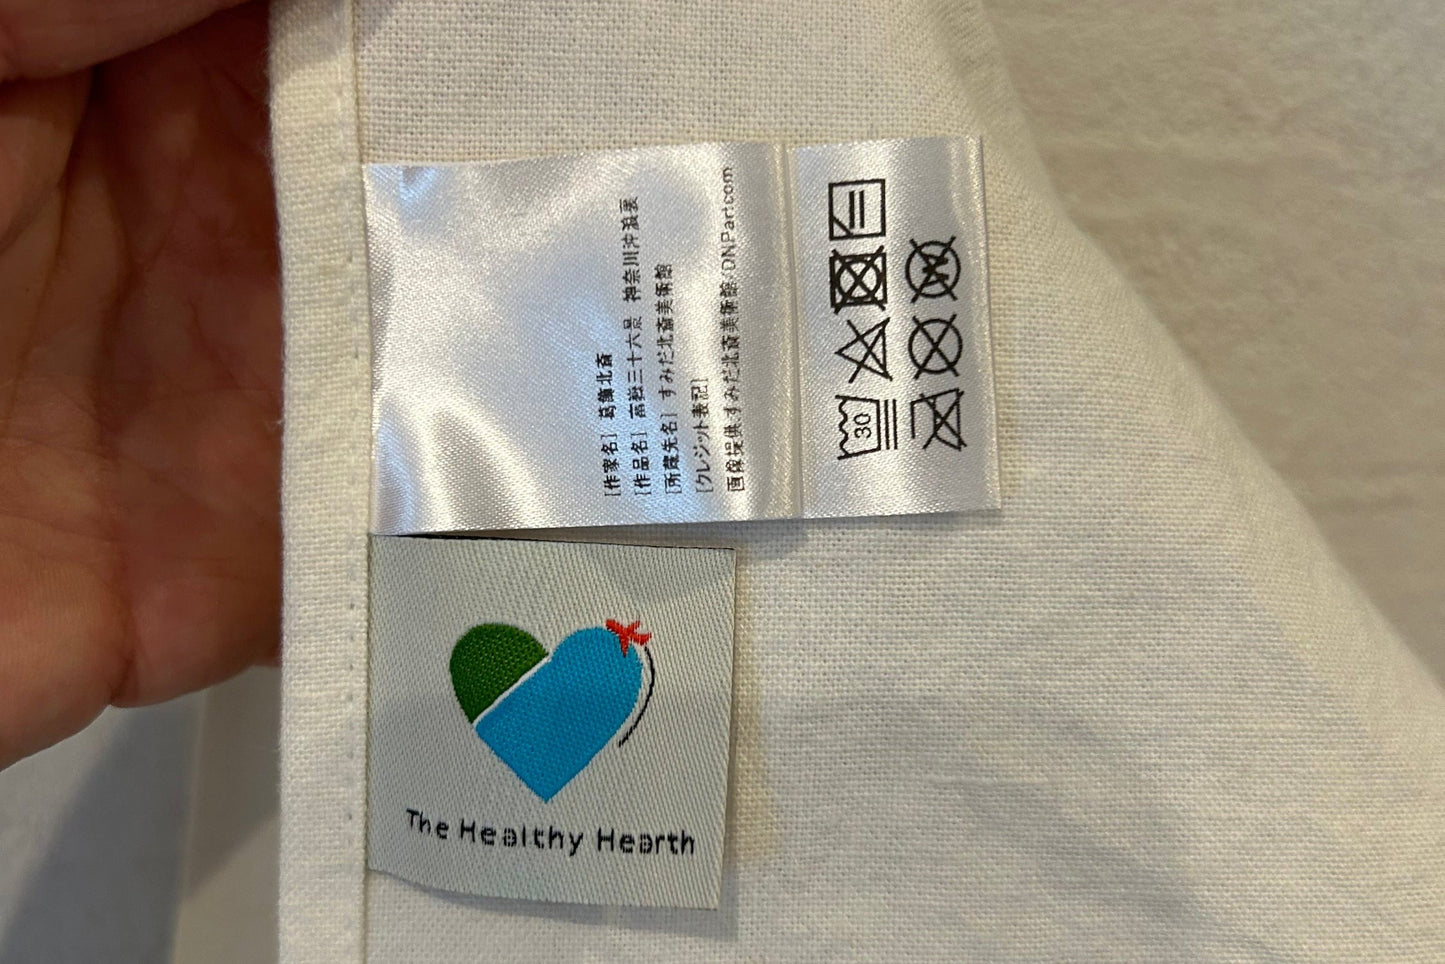 [作家名] 葛飾北斎
[作品名] 富嶽三十六景 神奈川沖浪裏
[所蔵先名] すみだ北斎美術館
[クレジット表記]
画像提供:すみだ北斎美術館/DNPartcom
30
W
The Healthy Hearth